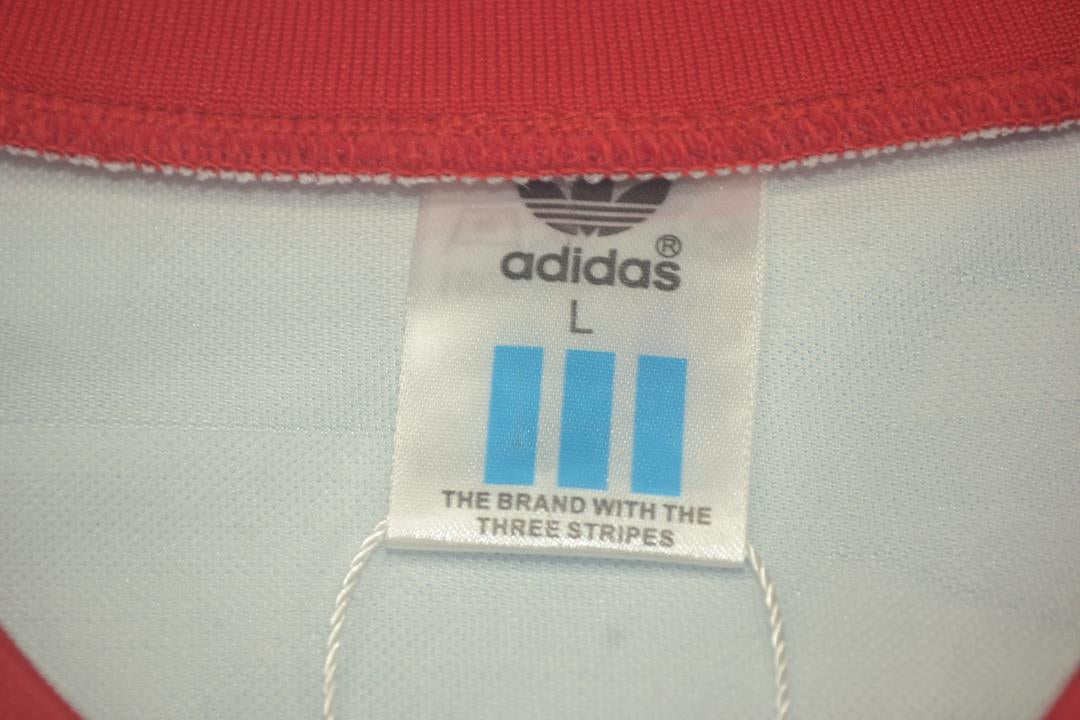 adidas®
L
THE BRAND WITH THE
THREE STRIPES